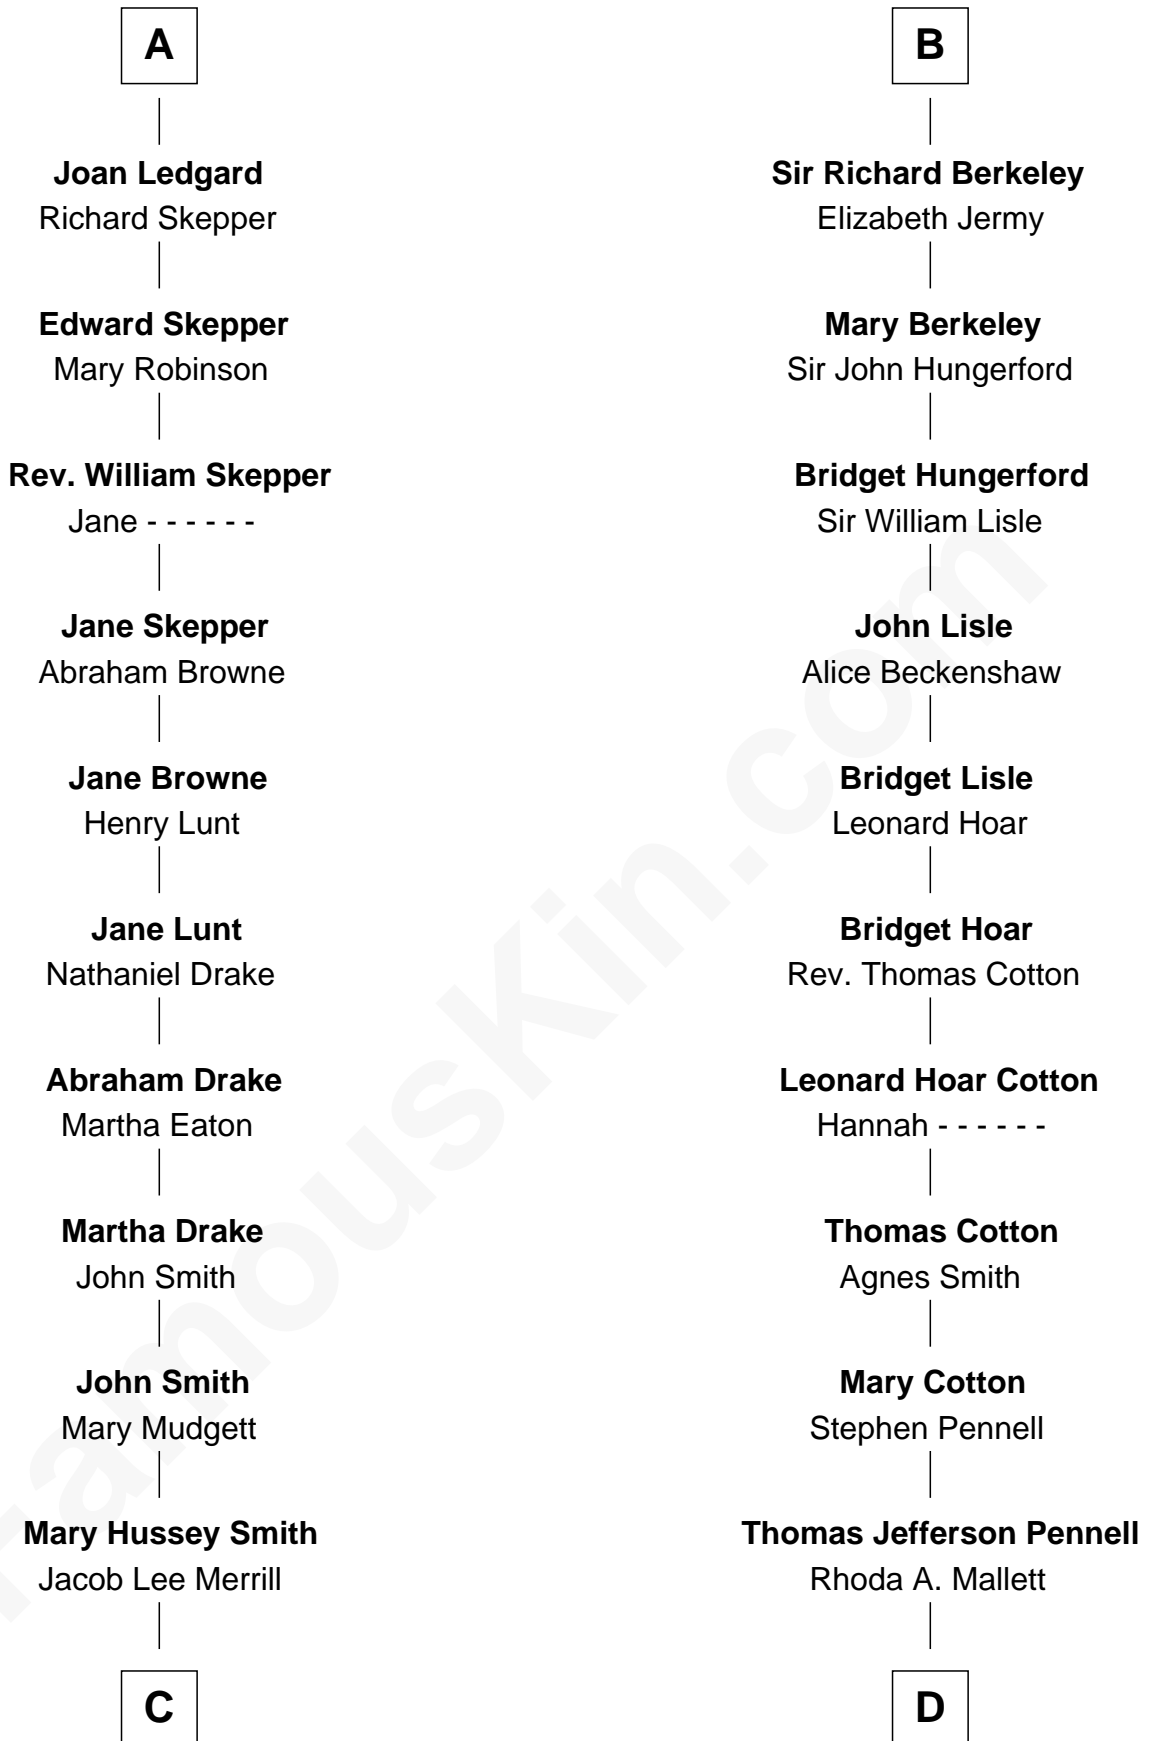 A
Joan Ledgard
Richard Skepper
Edward Skepper
Mary Robinson
Rev. William Skepper
Jane - - - - - -
Jane Skepper
Abraham Browne
Jane Browne
Henry Lunt
Jane Lunt
Nathaniel Drake
Abraham Drake
Martha Eaton
Martha Drake
John Smith
John Smith
Mary Mudgett
Mary Hussey Smith
Jacob Lee Merrill
C
B
Sir Richard Berkeley
Elizabeth Jermy
Mary Berkeley
Sir John Hungerford
Bridget Hungerford
Sir William Lisle
John Lisle
Alice Beckenshaw
Bridget Lisle
Leonard Hoar
Bridget Hoar
Rev. Thomas Cotton
Leonard Hoar Cotton
Hannah - - - - - -
Thomas Cotton
Agnes Smith
Mary Cotton
Stephen Pennell
Thomas Jefferson Pennell
Rhoda A. Mallett
D
FamousKin.com